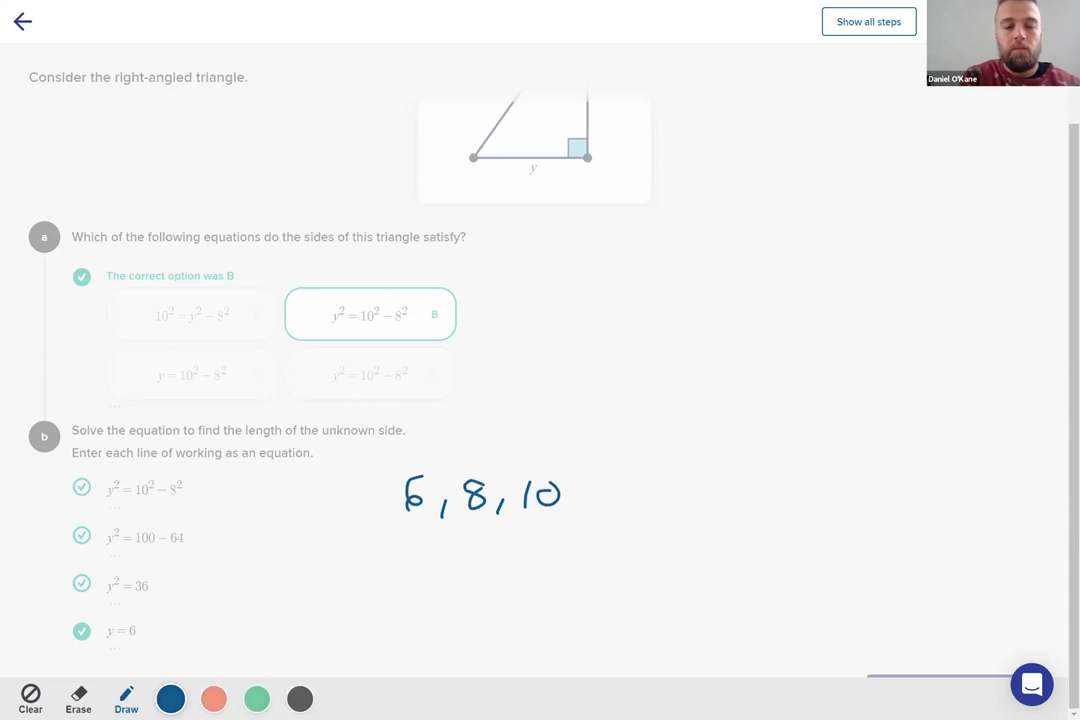 Show all steps
Daniel O'Kane
Consider the right-angled triangle.
y
a
Which of the following equations do the sides of this triangle satisfy?
The correct option was B
10² = y² − 8²
y² = 10² − 8² B
y = 10² − 8²
y² = 10² + 8²
...
b
Solve the equation to find the length of the unknown side.
Enter each line of working as an equation.
y² = 10² − 8²
...
6, 8, 10
y² = 100 − 64
...
y² = 36
...
y = 6
...
Clear
Erase
Draw